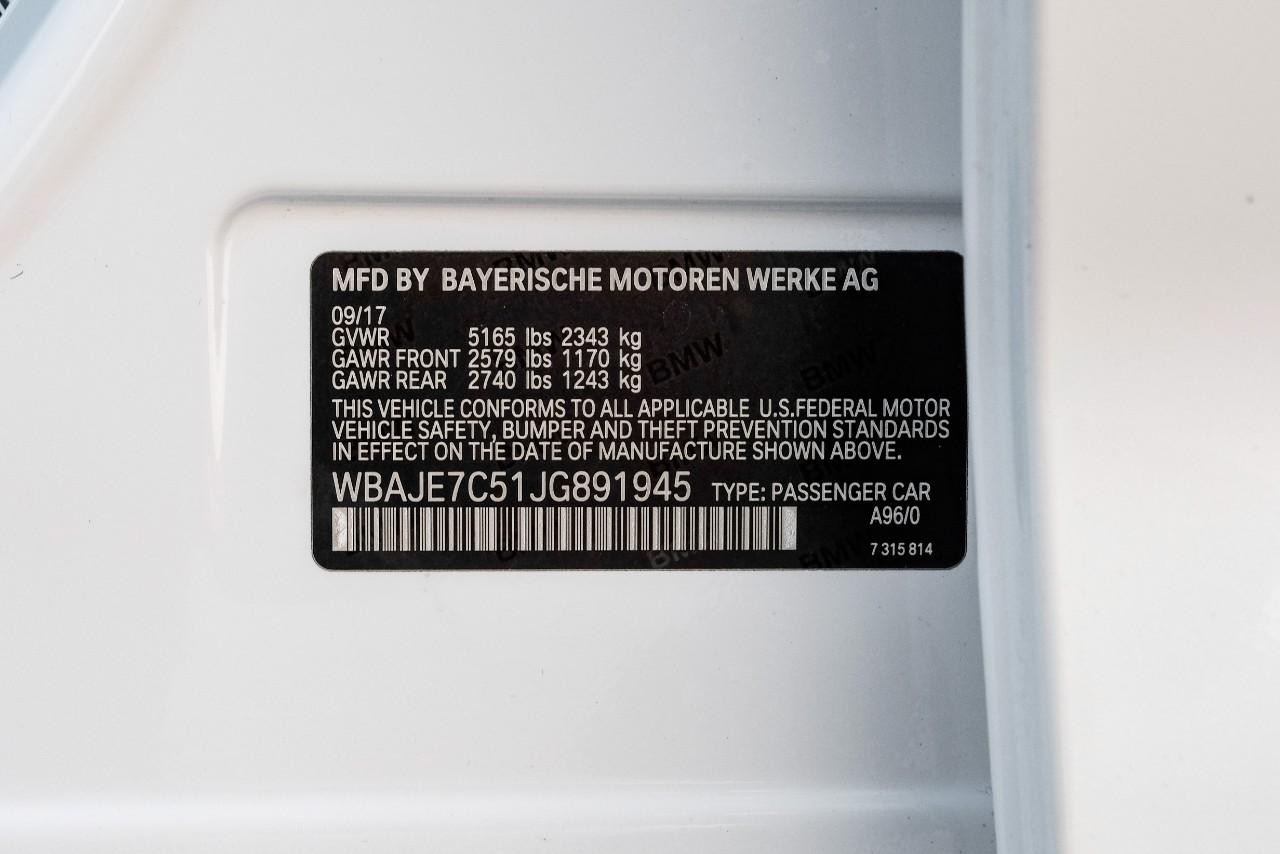 MFD BY BAYERISCHE MOTOREN WERKE AG
09/17
GVWR 5165 lbs 2343 kg
GAWR FRONT 2579 lbs 1170 kg
GAWR REAR 2740 lbs 1243 kg
THIS VEHICLE CONFORMS TO ALL APPLICABLE U.S.FEDERAL MOTOR
VEHICLE SAFETY, BUMPER AND THEFT PREVENTION STANDARDS
IN EFFECT ON THE DATE OF MANUFACTURE SHOWN ABOVE.
WBAJE7C51JG891945 TYPE: PASSENGER CAR
A96/0
7 315 814
BMW
BMW